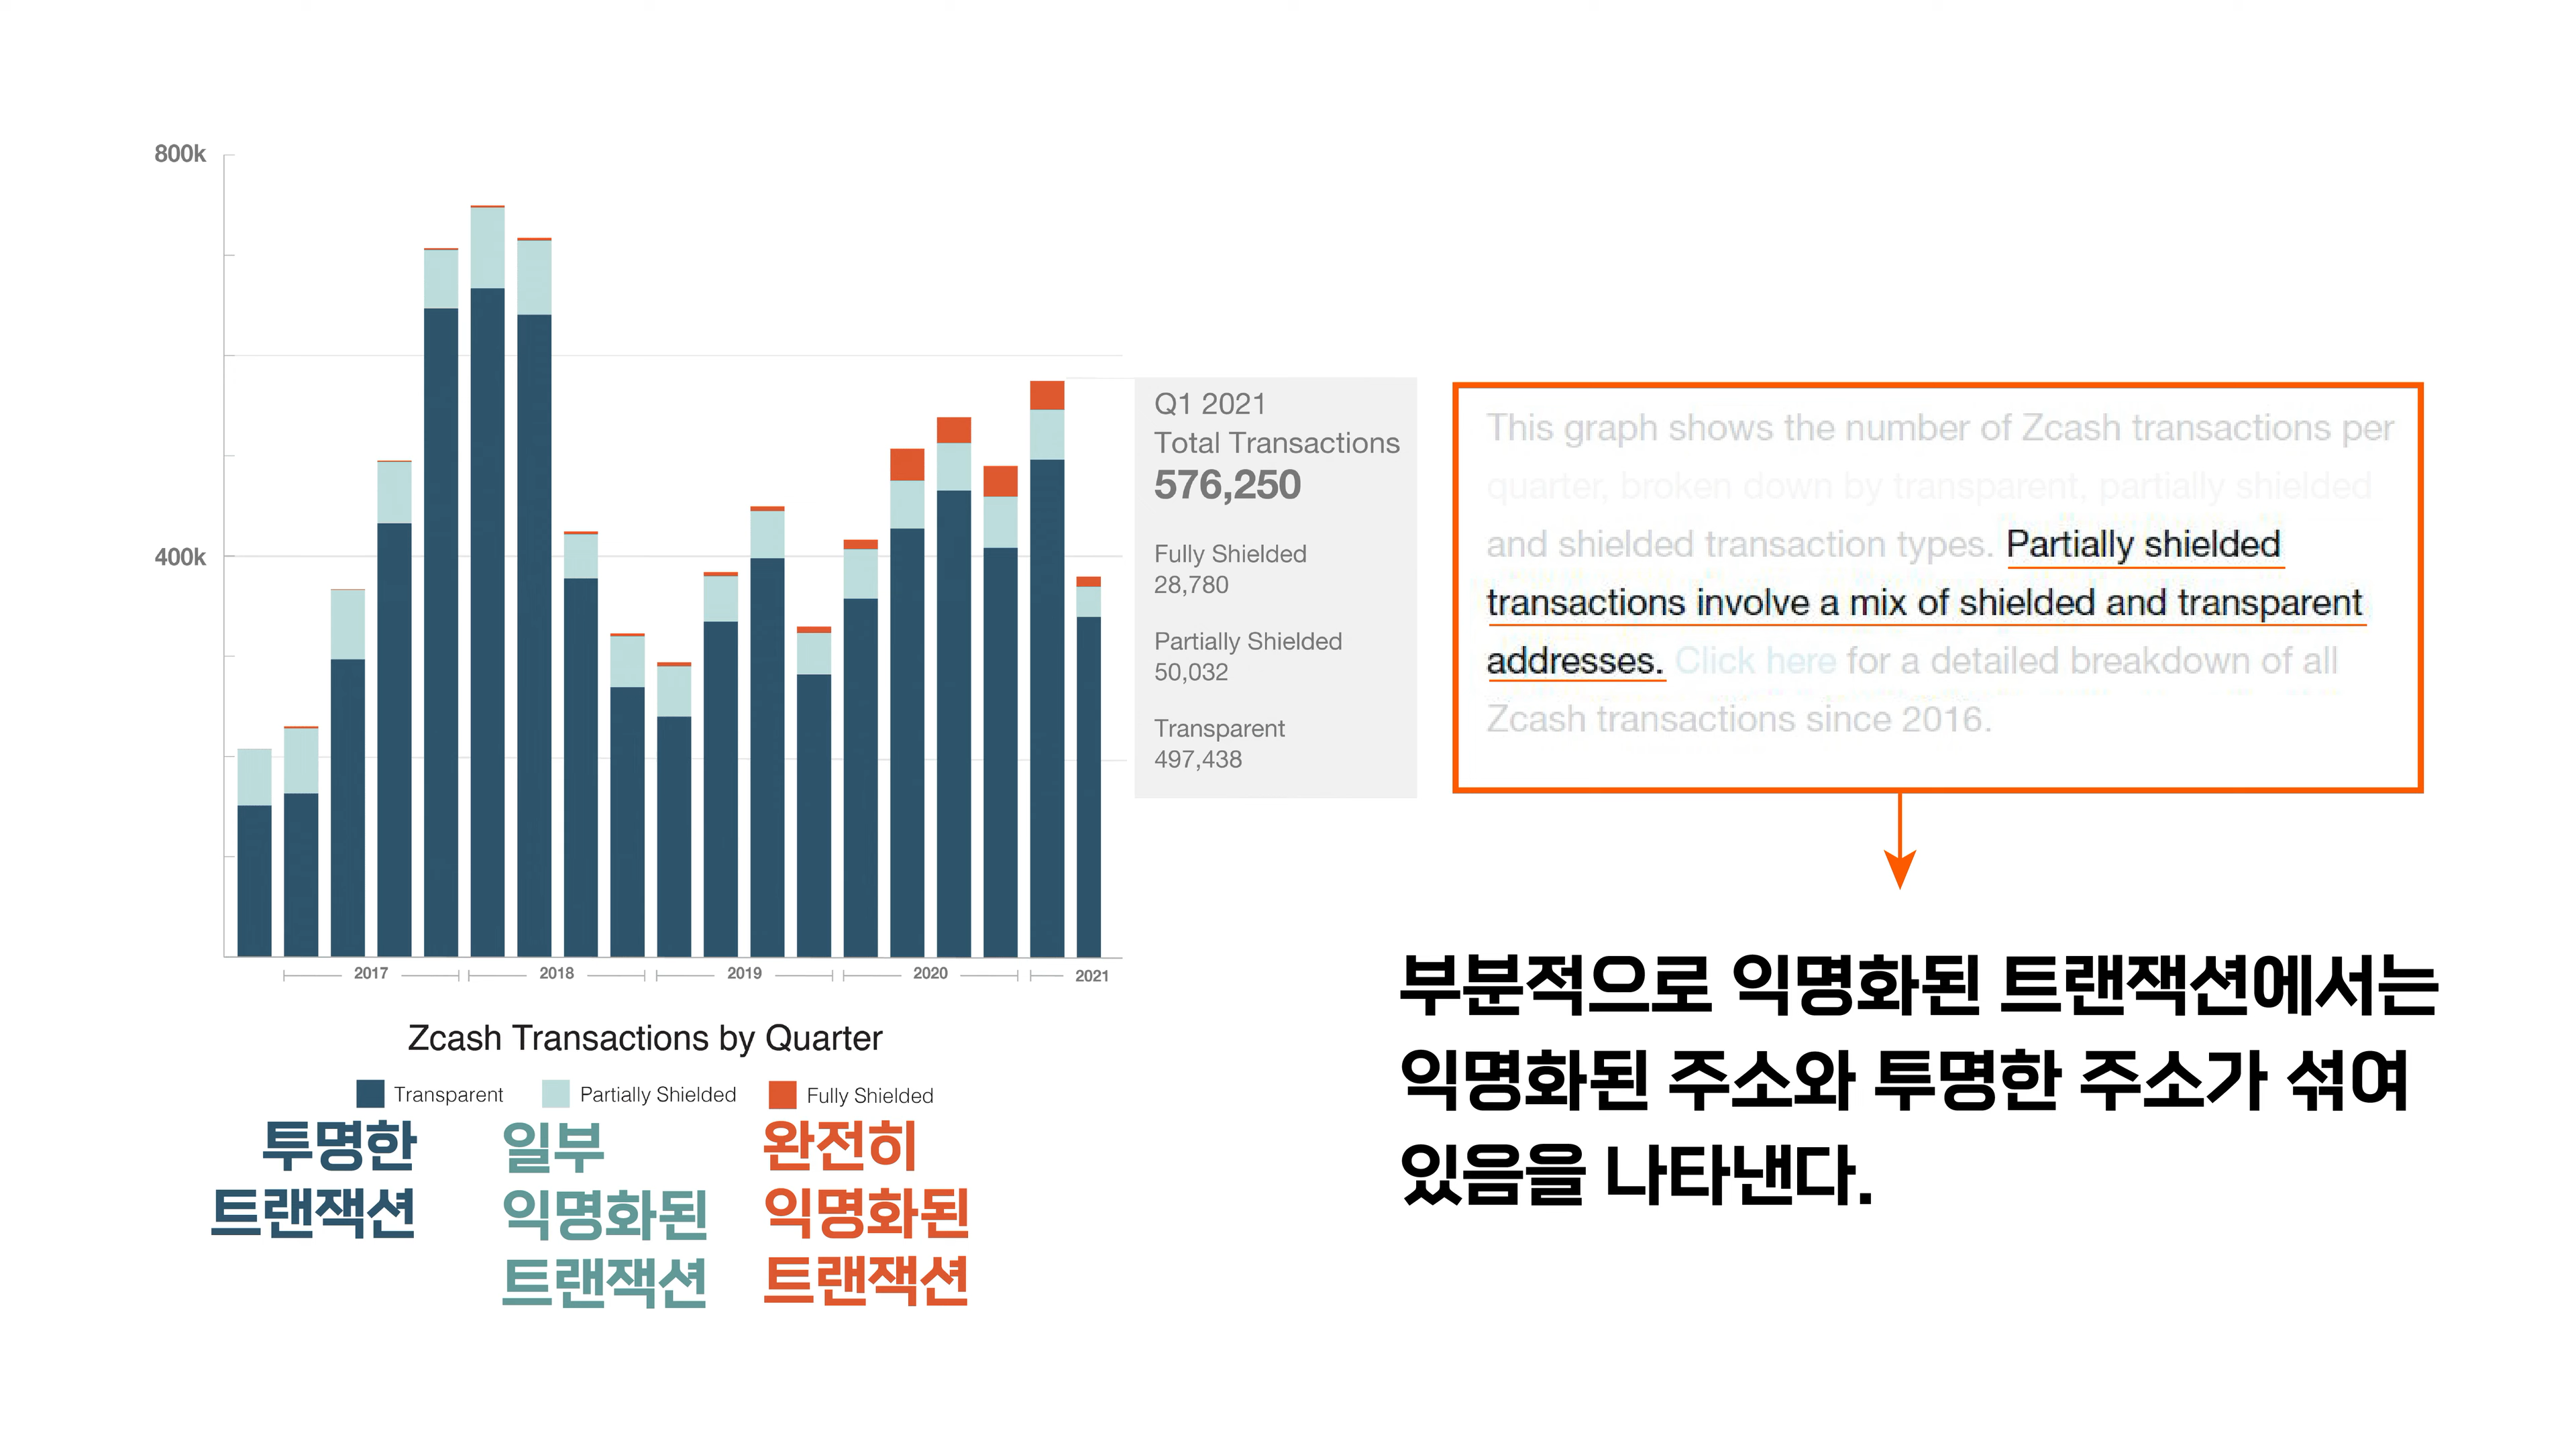 800k
400k
2017
2018
2019
2020
2021
Q1 2021
Total Transactions
576,250
Fully Shielded
28,780
Partially Shielded
50,032
Transparent
497,438
Zcash Transactions by Quarter
Transparent
Partially Shielded
Fully Shielded
투명한
트랜잭션
일부
익명화된
트랜잭션
완전히
익명화된
트랜잭션
This graph shows the number of Zcash transactions per
quarter, broken down by transparent, partially shielded
and shielded transaction types. Partially shielded
transactions involve a mix of shielded and transparent
addresses. Click here for a detailed breakdown of all
Zcash transactions since 2016.
부분적으로 익명화된 트랜잭션에서는
익명화된 주소와 투명한 주소가 섞여
있음을 나타낸다.